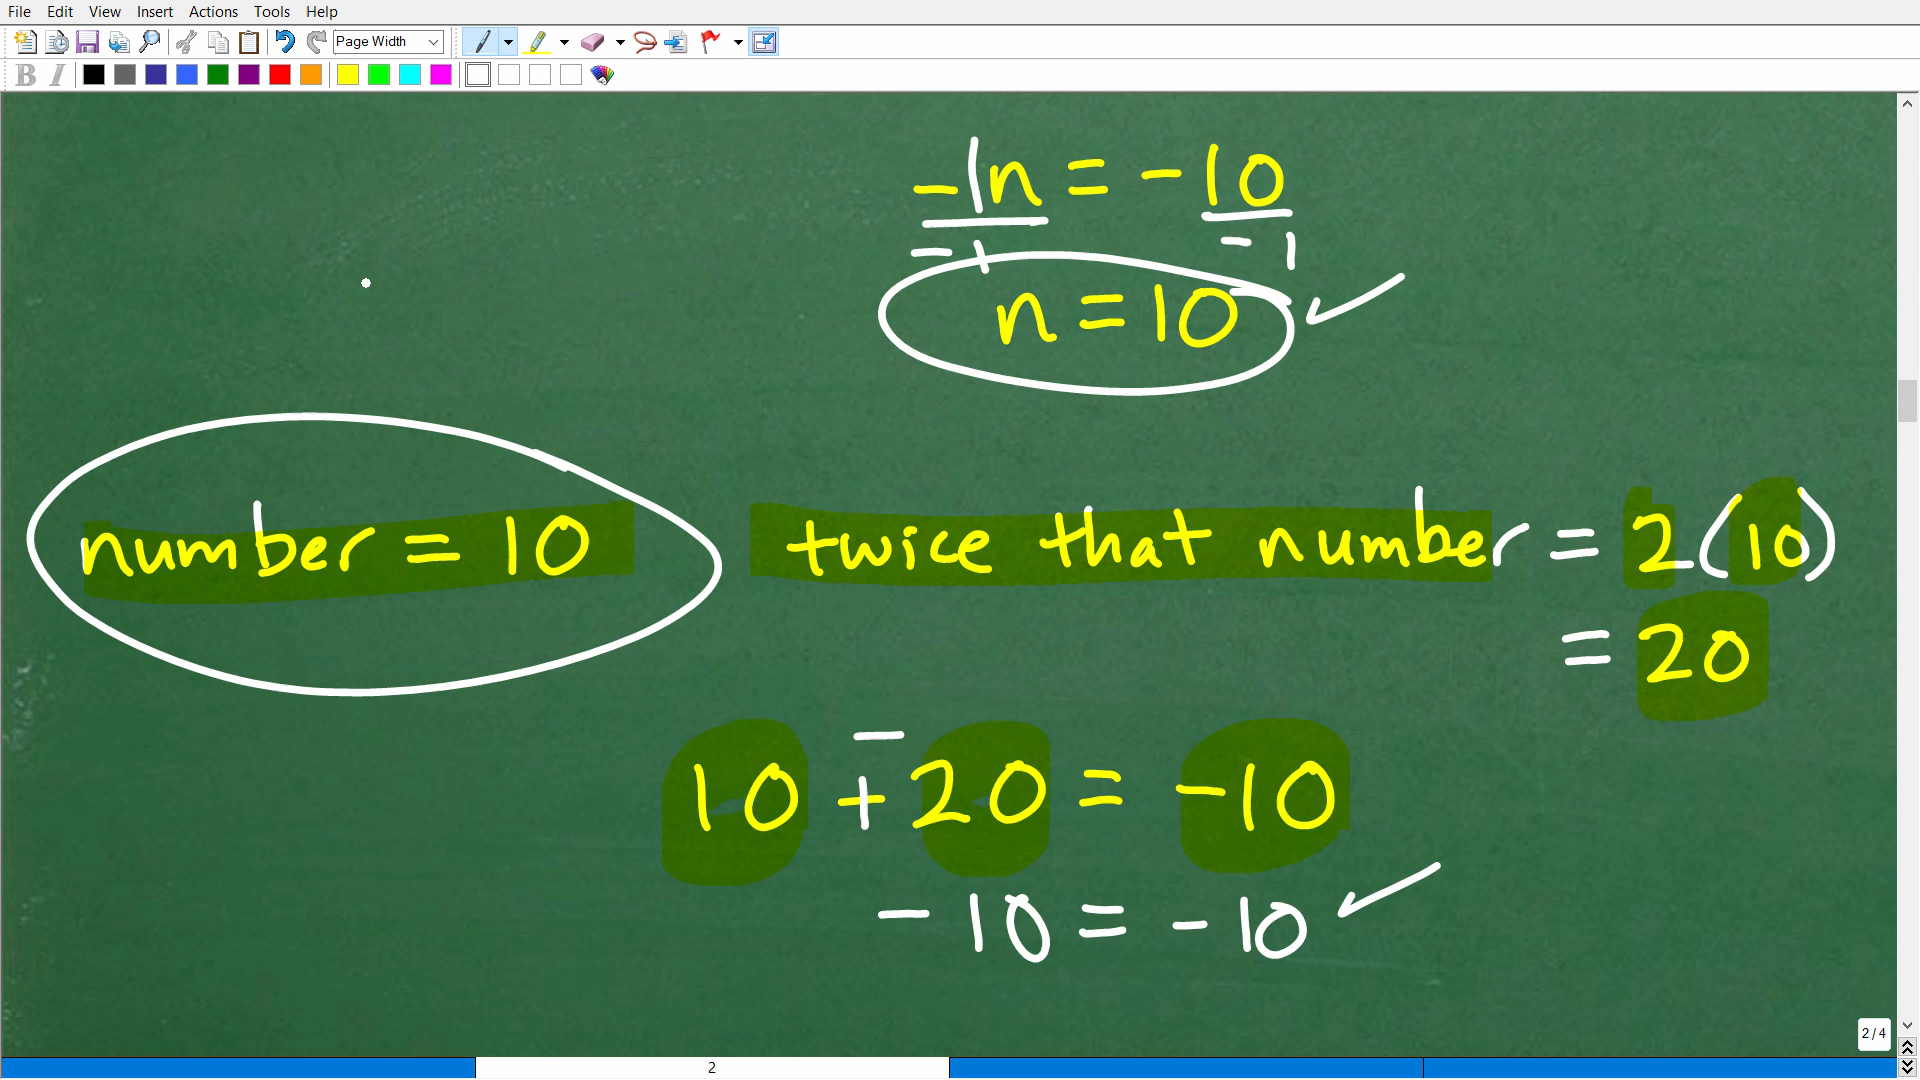 File Edit View Insert Actions Tools Help
Page Width
B I
-1n = -10
-1 -1
n = 10
number = 10 twice that number = 2(10)
= 20
10 + 20 = -10
-10 = -10
2 / 4
2